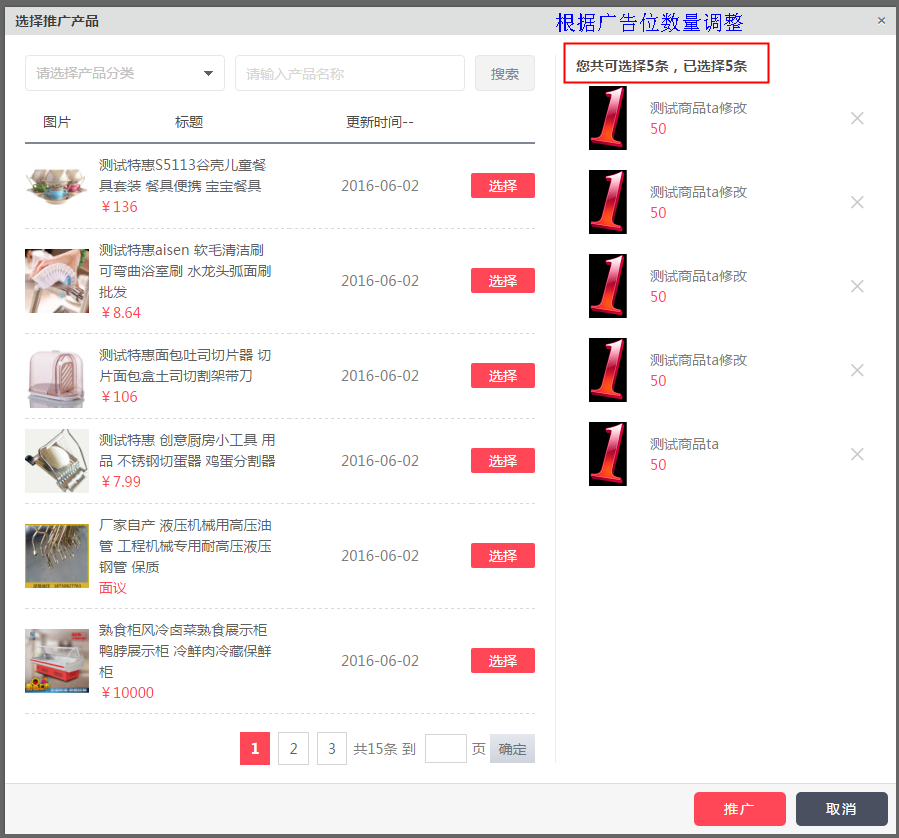 选择推广产品
根据广告位数量调整
×
请选择产品分类
请输入产品名称
搜索
图片 标题 更新时间--
测试特惠S5113谷壳儿童餐
具套装 餐具便携 宝宝餐具
￥136
2016-06-02
选择
测试特惠aisen 软毛清洁刷
可弯曲浴室刷 水龙头弧面刷
批发
￥8.64
2016-06-02
选择
测试特惠面包吐司切片器 切
片面包盒土司切割架带刀
￥106
2016-06-02
选择
测试特惠 创意厨房小工具 用
品 不锈钢切蛋器 鸡蛋分割器
￥7.99
2016-06-02
选择
厂家自产 液压机械用高压油
管 工程机械专用耐高压液压
钢管 保质
面议
2016-06-02
选择
熟食柜风冷卤菜熟食展示柜
鸭脖展示柜 冷鲜肉冷藏保鲜
柜
￥10000
2016-06-02
选择
1 2 3 共15条 到 页 确定
您共可选择5条，已选择5条
1
测试商品ta修改
50
1
测试商品ta修改
50
1
测试商品ta修改
50
1
测试商品ta修改
50
1
测试商品ta
50
推广
取消